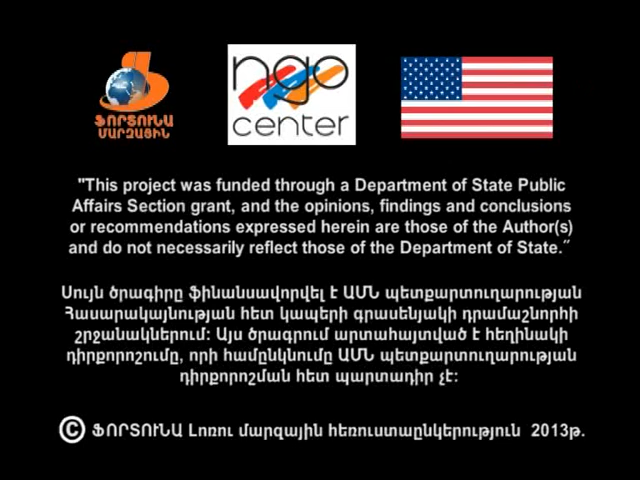 ՖՈՐՏՈՒՆԱ
ՄԱՐԶԱՅԻՆ
ngo
center
"This project was funded through a Department of State Public
Affairs Section grant, and the opinions, findings and conclusions
or recommendations expressed herein are those of the Author(s)
and do not necessarily reflect those of the Department of State.”
Սույն ծրագիրը ֆինանսավորվել է ԱՄՆ պետքարտուղարության
Հասարակայնության հետ կապերի գրասենյակի դրամաշնորհի
շրջանակներում: Այս ծրագրում արտահայտված է հեղինակի
դիրքորոշումը, որի համընկնումը ԱՄՆ պետքարտուղարության
դիրքորոշման հետ պարտադիր չէ:
© ՖՈՐՏՈՒՆԱ Լոռու մարզային հեռուստաընկերություն 2013թ.